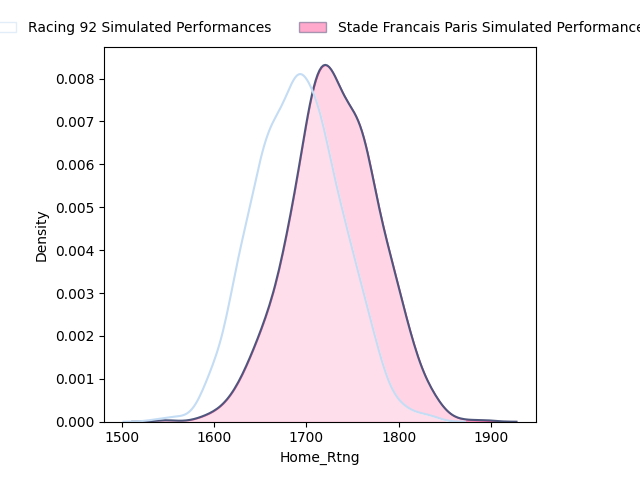 Racing 92 Simulated Performances
Stade Francais Paris Simulated Performance
0.008
0.007
0.006
0.005
0.004
0.003
0.002
0.001
0.000
Density
1500 1600 1700 1800 1900
Home_Rtng